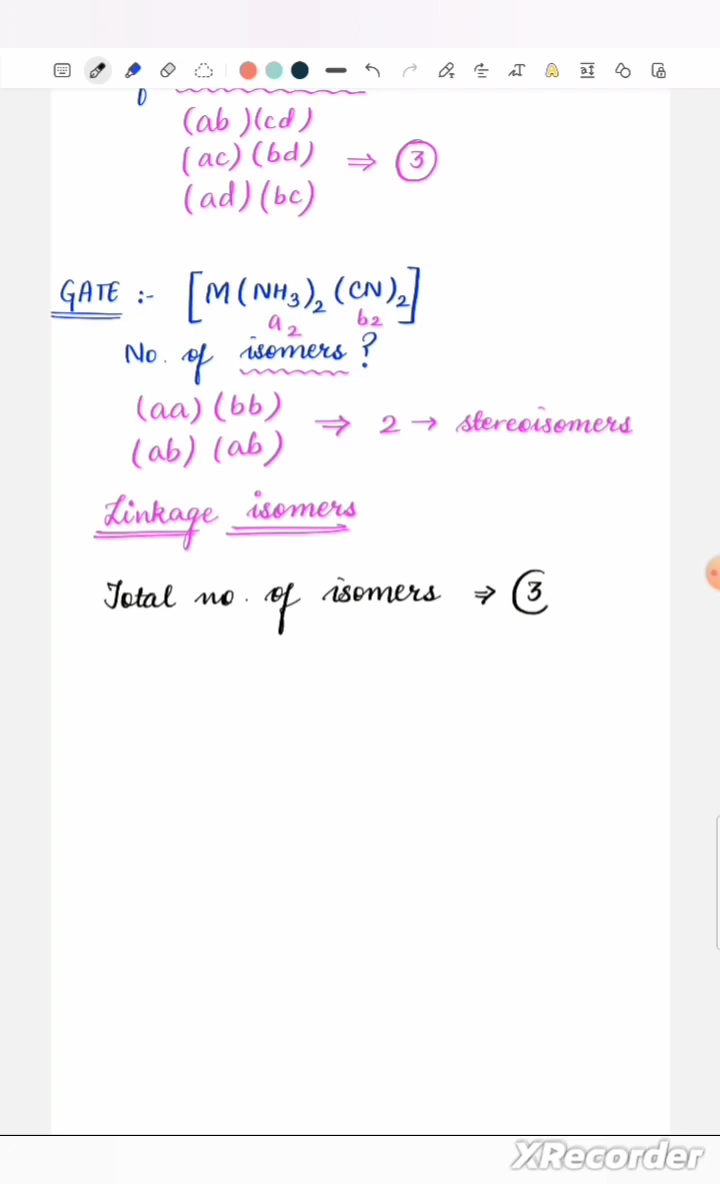 (ab)(cd)
(ac)(bd) ⇒ 3
(ad)(bc)
GATE :- [M(NH₃)₂(CN)₂]
a₂ b₂
No. of isomers ?
(aa)(bb)
(ab)(ab) ⇒ 2 → stereoisomers
Linkage isomers
Total no. of isomers ⇒ 3
XRecorder